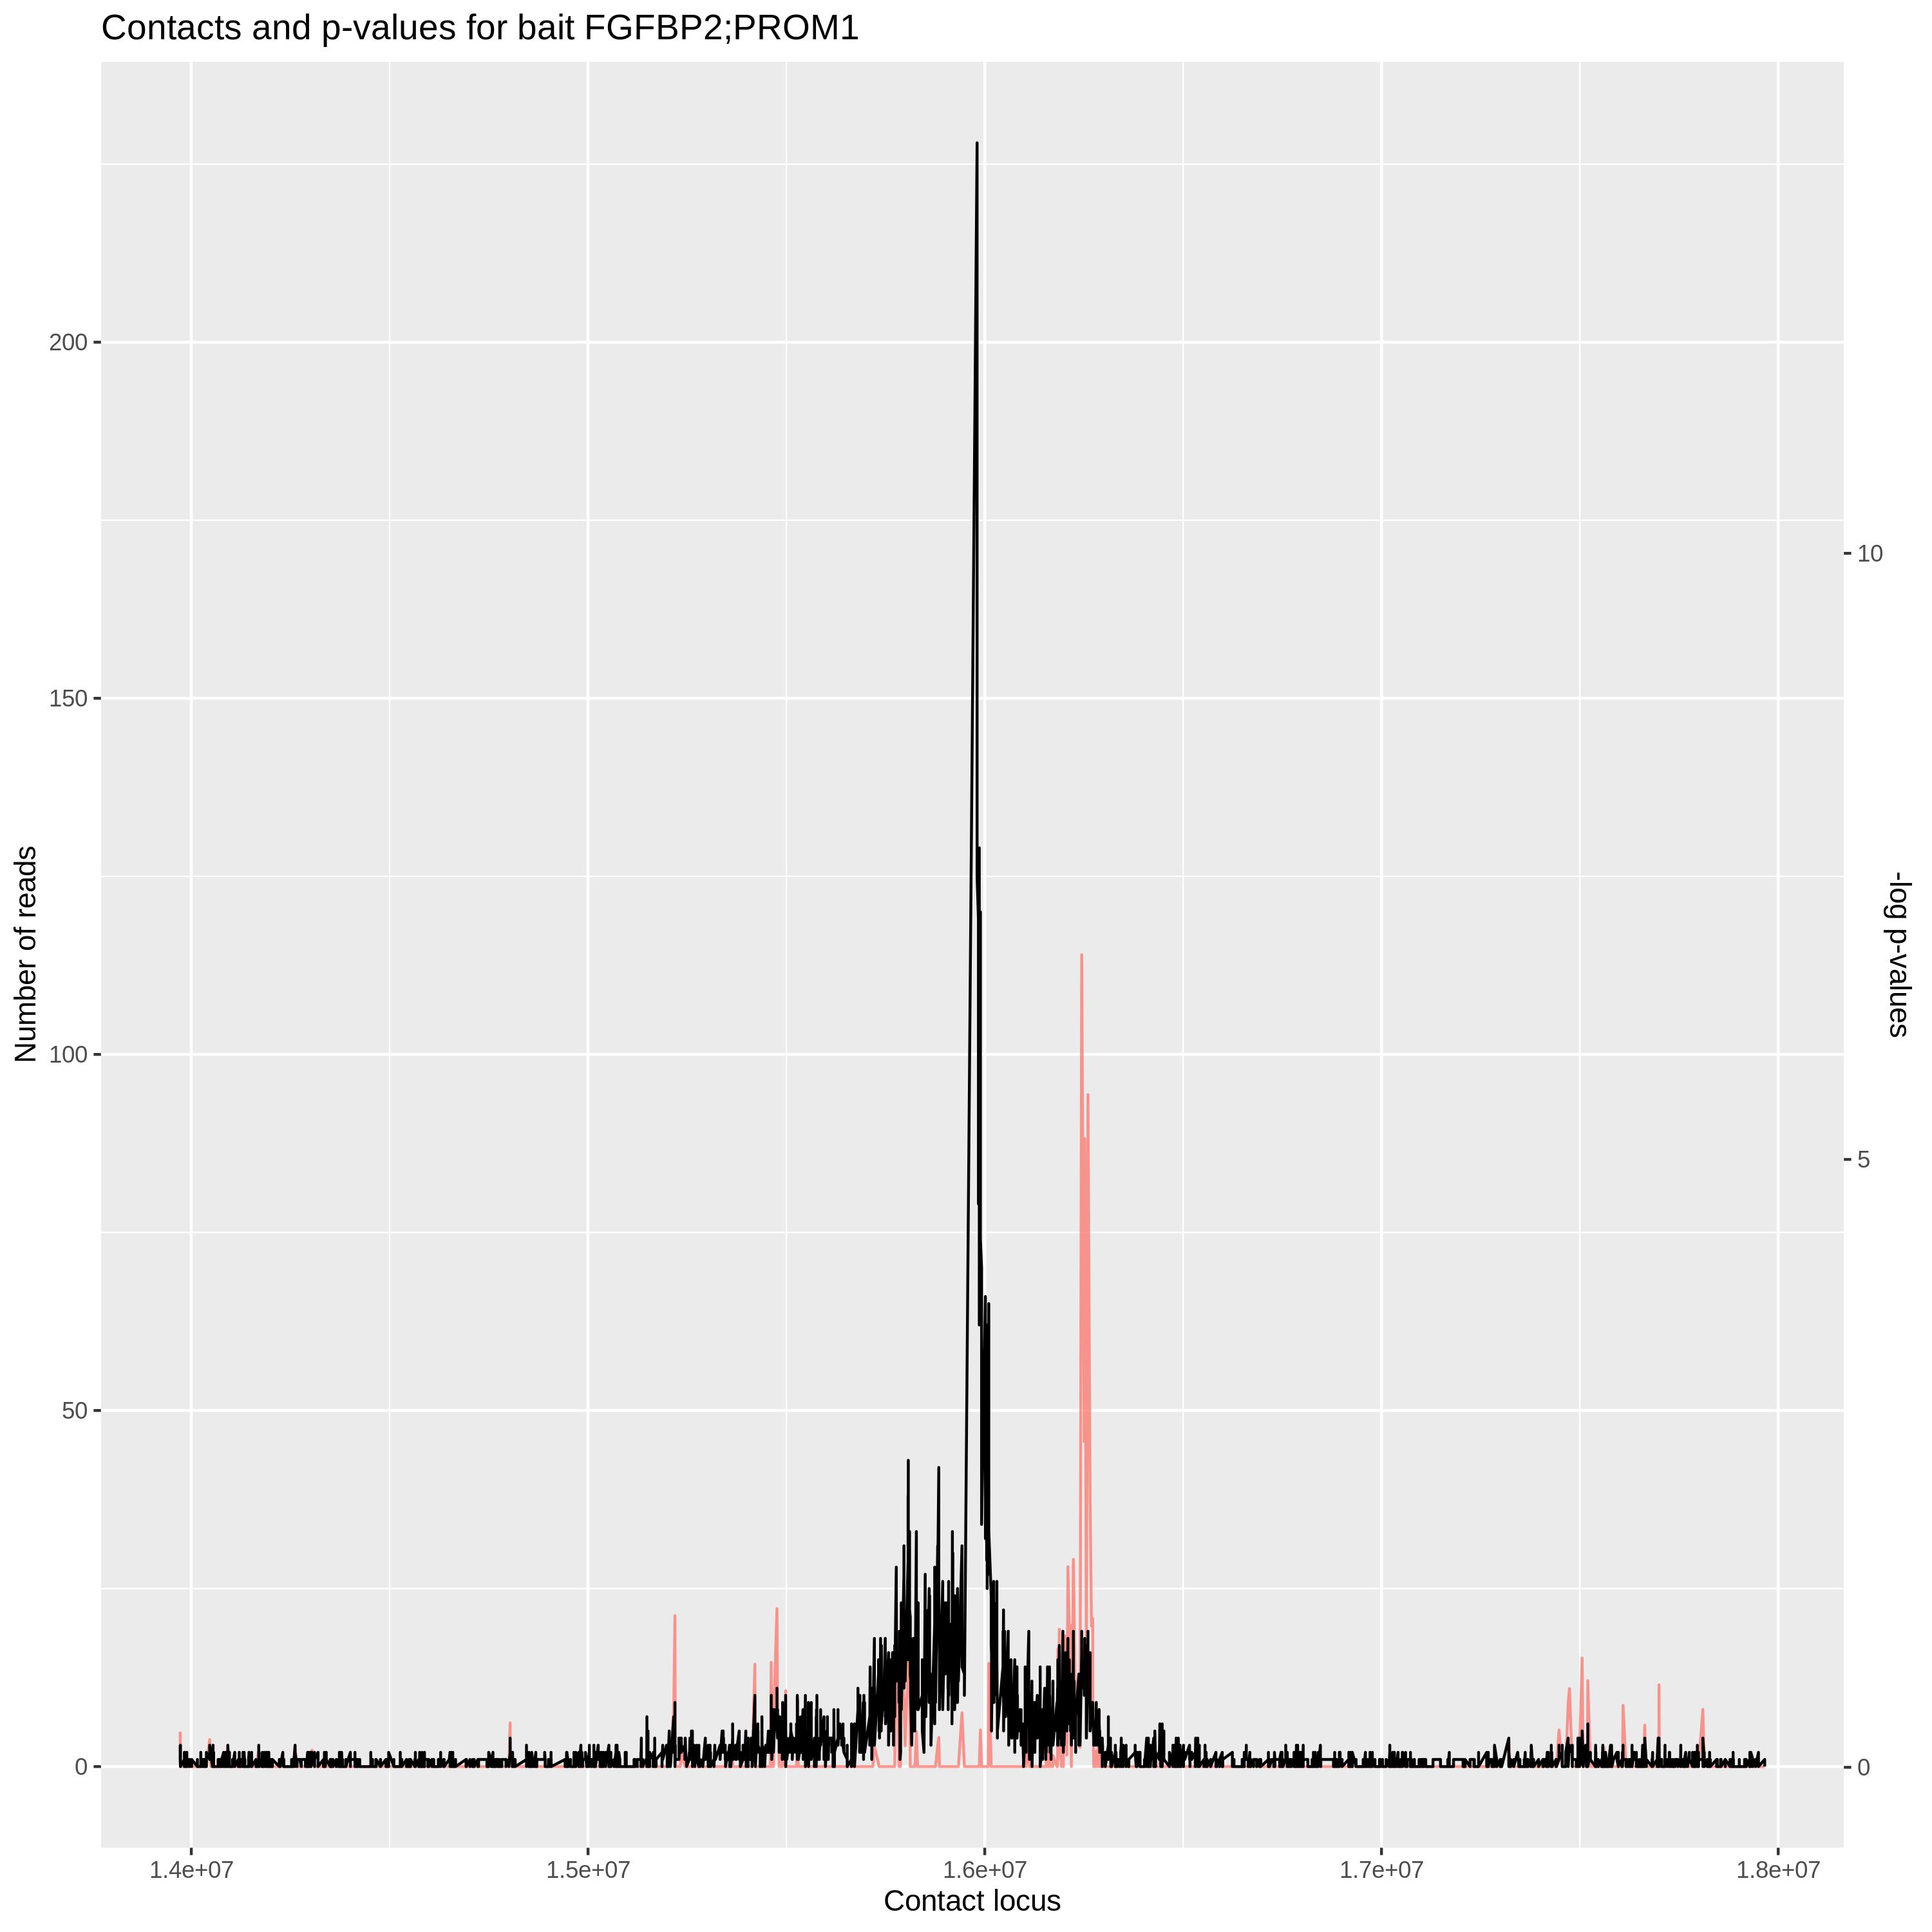 Contacts and p-values for bait FGFBP2;PROM1
Number of reads
200
150
100
50
0
10
5
0
-log p-values
1.4e+07
1.5e+07
1.6e+07
1.7e+07
1.8e+07
Contact locus